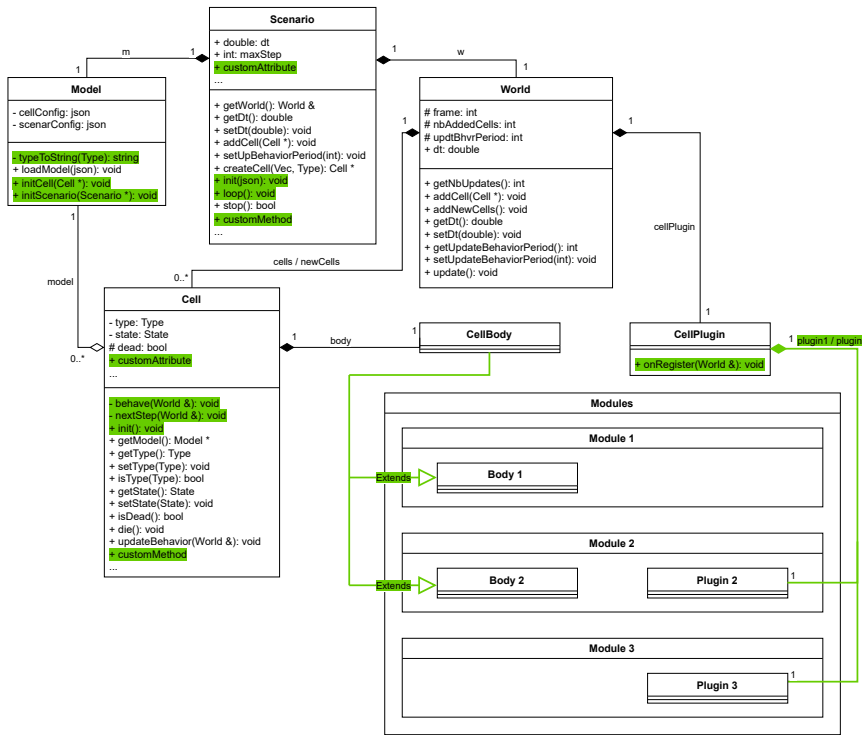 Scenario
+ double: dt
+ int: maxStep
+ customAttribute
...
+ getWorld(): World &
+ getDt(): double
+ setDt(double): void
+ addCell(Cell *): void
+ setUpBehaviorPeriod(int): void
+ createCell(Vec, Type): Cell *
+ init(json): void
+ loop(): void
+ stop(): bool
+ customMethod
...
m
1
1
1
w
1
Model
- cellConfig: json
- scenarConfig: json
- typeToString(Type): string
+ loadModel(json): void
+ initCell(Cell *): void
+ initScenario(Scenario *): void
World
# frame: int
# nbAddedCells: int
# updtBhvrPeriod: int
+ dt: double
+ getNbUpdates(): int
+ addCell(Cell *): void
+ addNewCells(): void
+ getDt(): double
+ setDt(double): void
+ getUpdateBehaviorPeriod(): int
+ setUpdateBehaviorPeriod(int): void
+ update(): void
1
1
cellPlugin
1
1
model
0..*
cells / newCells
0..*
Cell
- type: Type
- state: State
# dead: bool
+ customAttribute
...
- behave(World &): void
- nextStep(World &): void
+ init(): void
+ getModel(): Model *
+ getType(): Type
+ setType(Type): void
+ isType(Type): bool
+ getState(): State
+ setState(State): void
+ isDead(): bool
+ die(): void
+ updateBehavior(World &): void
+ customMethod
...
1
body
1
CellBody
CellPlugin
+ onRegister(World &): void
1
plugin1 / plugin
Modules
Module 1
Extends
Body 1
Module 2
Extends
Body 2
Plugin 2
1
Module 3
Plugin 3
1